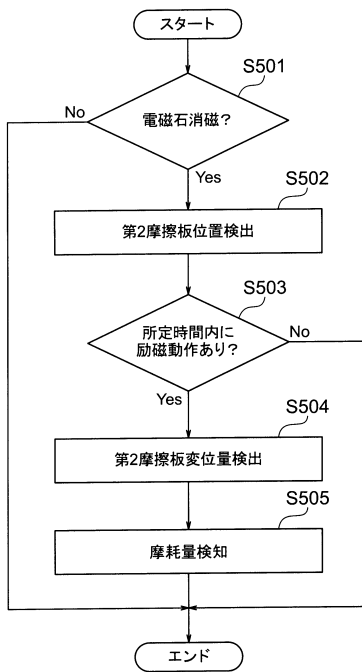 スタート
S501
電磁石消磁?
No
Yes
S502
第2摩擦板位置検出
S503
所定時間内に
励磁動作あり?
No
Yes
S504
第2摩擦板変位量検出
S505
摩耗量検知
エンド